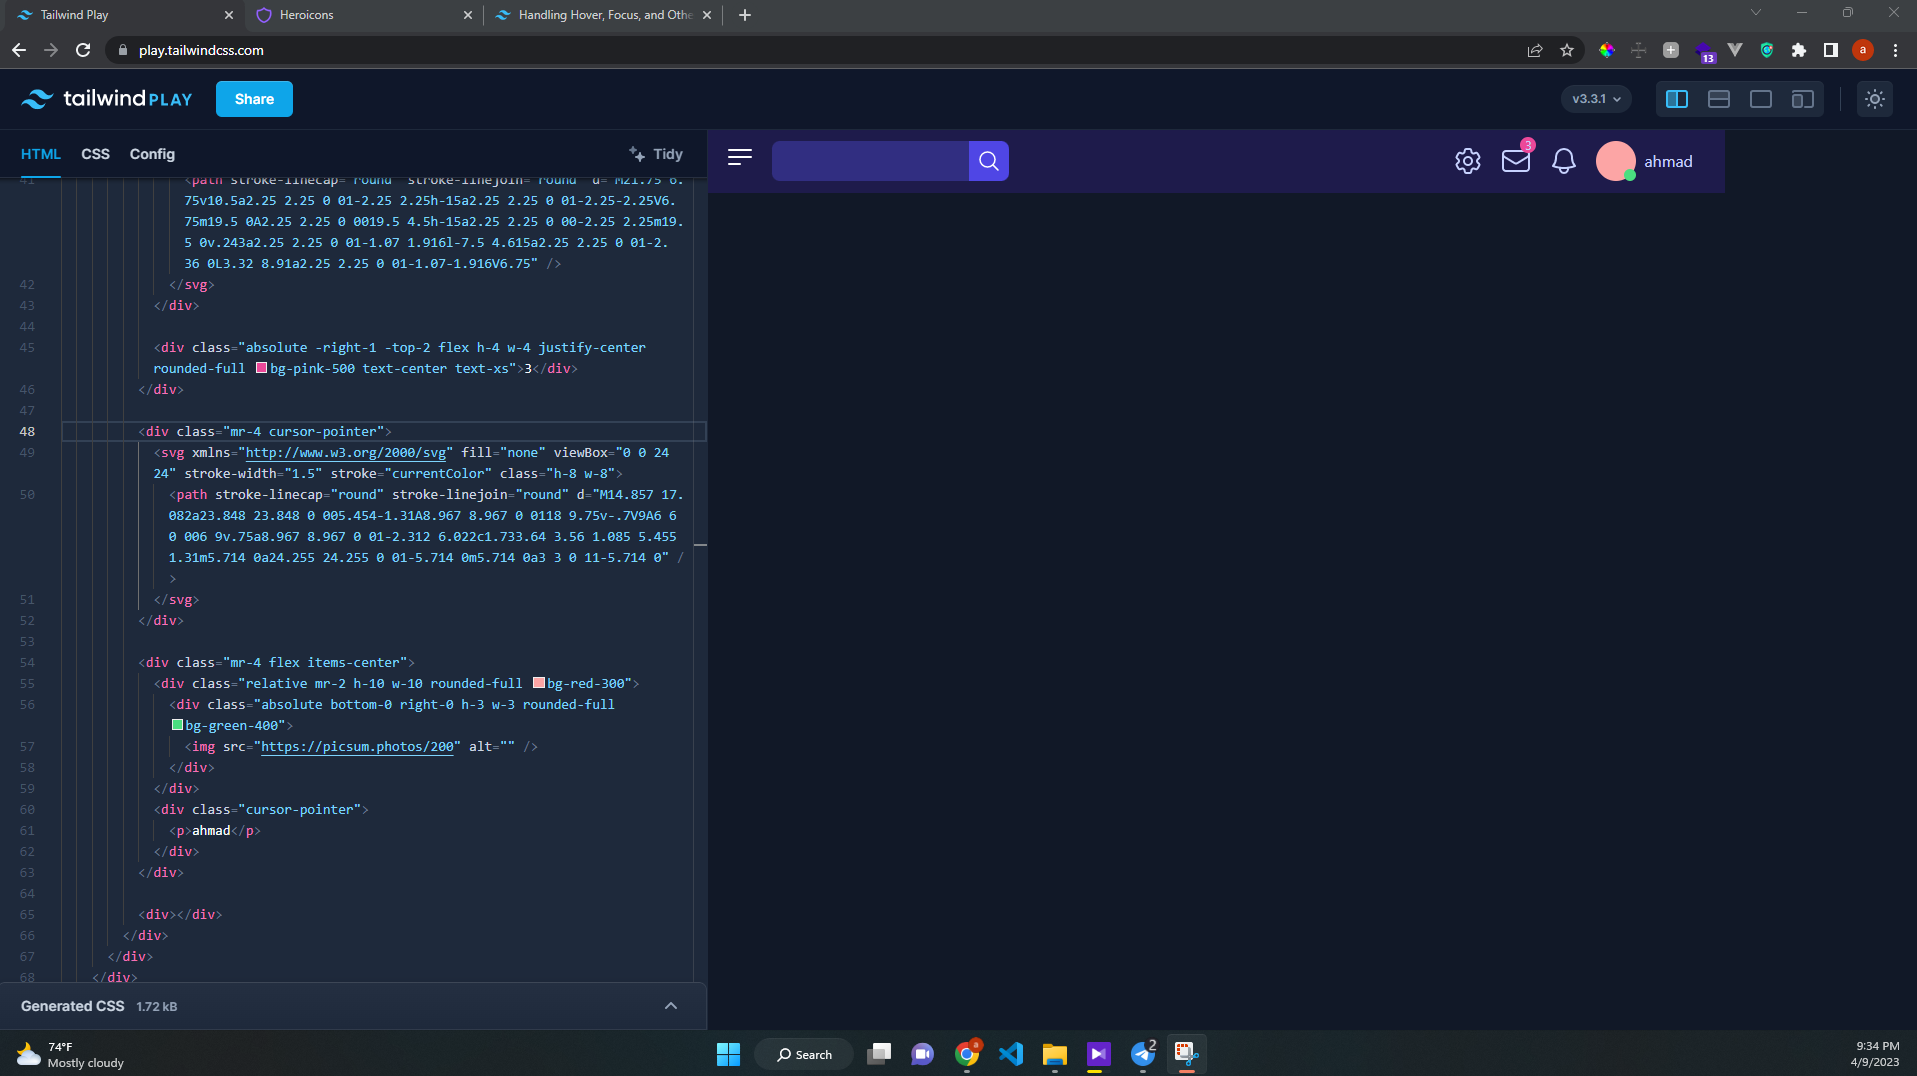 Tailwind Play
Heroicons
Handling Hover, Focus, and Othe
play.tailwindcss.com
13
a
tailwind PLAY
Share
v3.3.1
HTML CSS Config
Tidy
41 <path stroke-linecap="round" stroke-linejoin="round" d="M21.75 6.
75v10.5a2.25 2.25 0 01-2.25 2.25h-15a2.25 2.25 0 01-2.25-2.25V6.
75m19.5 0A2.25 2.25 0 0019.5 4.5h-15a2.25 2.25 0 00-2.25 2.25m19.
5 0v.243a2.25 2.25 0 01-1.07 1.916l-7.5 4.615a2.25 2.25 0 01-2.
36 0L3.32 8.91a2.25 2.25 0 01-1.07-1.916V6.75" />
42 </svg>
43 </div>
44
45 <div class="absolute -right-1 -top-2 flex h-4 w-4 justify-center
rounded-full bg-pink-500 text-center text-xs">3</div>
46 </div>
47
48 <div class="mr-4 cursor-pointer">
49 <svg xmlns="http://www.w3.org/2000/svg" fill="none" viewBox="0 0 24
24" stroke-width="1.5" stroke="currentColor" class="h-8 w-8">
50 <path stroke-linecap="round" stroke-linejoin="round" d="M14.857 17.
082a23.848 23.848 0 005.454-1.31A8.967 8.967 0 0118 9.75v-.7V9A6 6
0 006 9v.75a8.967 8.967 0 01-2.312 6.022c1.733.64 3.56 1.085 5.455
1.31m5.714 0a24.255 24.255 0 01-5.714 0m5.714 0a3 3 0 11-5.714 0" /
>
51 </svg>
52 </div>
53
54 <div class="mr-4 flex items-center">
55 <div class="relative mr-2 h-10 w-10 rounded-full bg-red-300">
56 <div class="absolute bottom-0 right-0 h-3 w-3 rounded-full
bg-green-400">
57 <img src="https://picsum.photos/200" alt="" />
58 </div>
59 </div>
60 <div class="cursor-pointer">
61 <p>ahmad</p>
62 </div>
63 </div>
64
65 <div></div>
66 </div>
67 </div>
68 </div>
Generated CSS 1.72 kB
3
ahmad
74°F
Mostly cloudy
Search
a
2
9:34 PM
4/9/2023